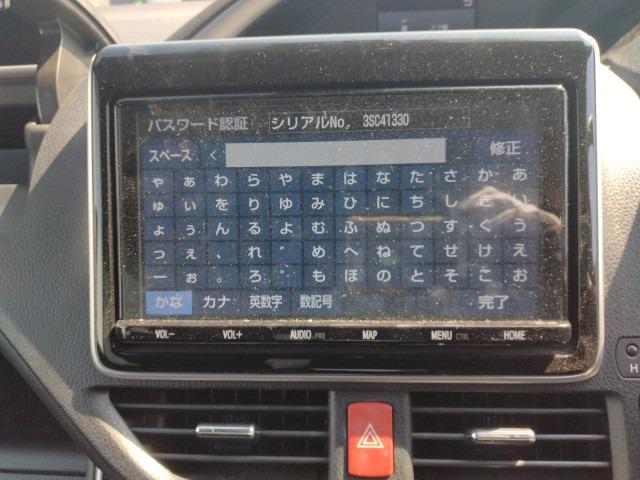 パスワード認証 シリアルNo. 3SC41330
スペース < 修正
ゃ ぁ わ ら や ま は な た さ か あ
ゅ ぃ を り ゆ み ひ に ち し き い
ょ ぅ ん る よ む ふ ぬ つ す く う
っ ぇ 、 れ ゛ め へ ね て せ け え
ー ぉ 。 ろ ゜ も ほ の と そ こ お
かな カナ 英数字 数記号 完了
VOL− VOL+ AUDIO PWR MAP MENU CTRL HOME
H